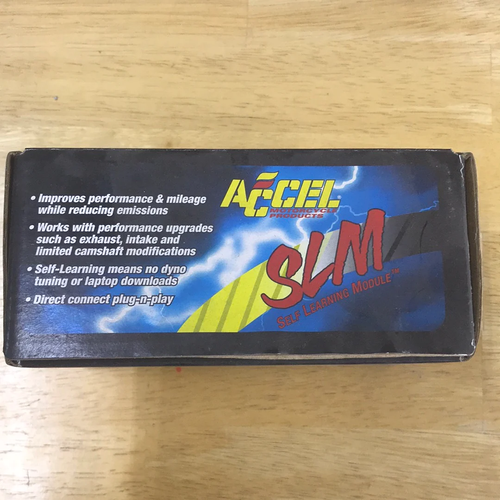 • Improves performance & mileage
while reducing emissions
• Works with performance upgrades
such as exhaust, intake and
limited camshaft modifications
• Self-Learning means no dyno
tuning or laptop downloads
• Direct connect plug-n-play
ACCEL
MOTORCYCLE
PRODUCTS
SLM
SELF LEARNING MODULE™